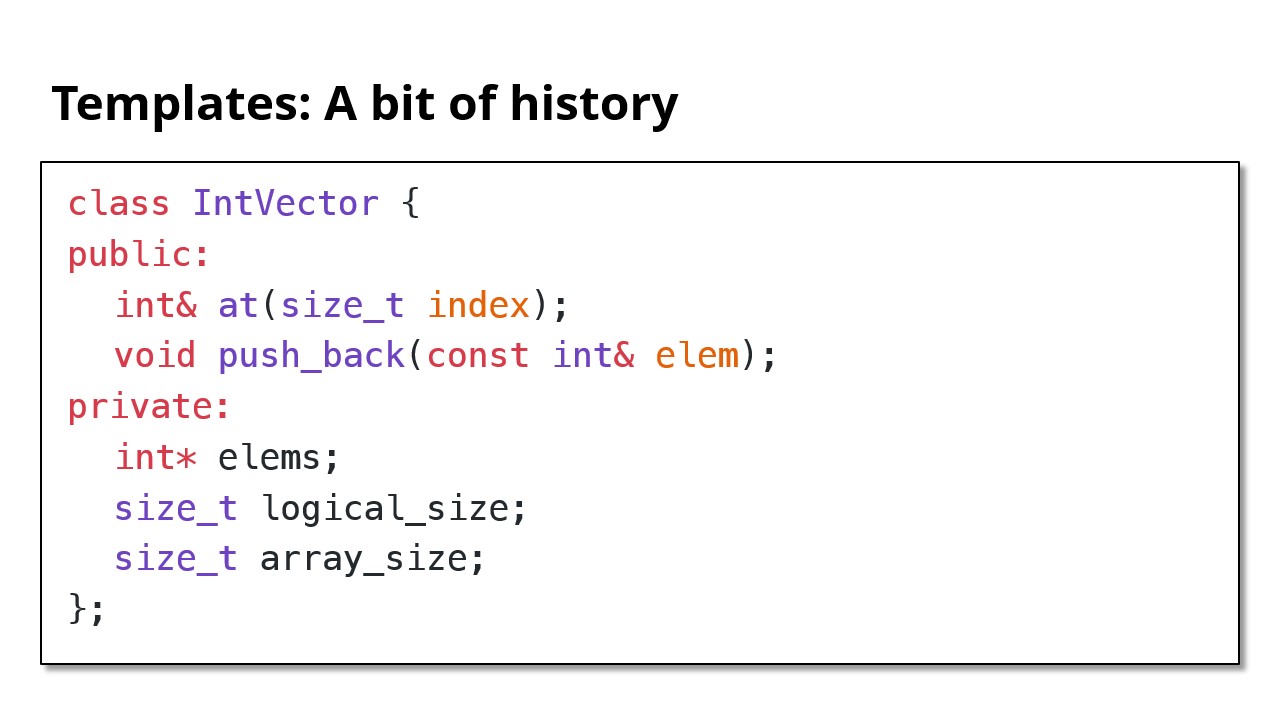 Templates: A bit of history
class IntVector {
public:
int& at(size_t index);
void push_back(const int& elem);
private:
int* elems;
size_t logical_size;
size_t array_size;
};